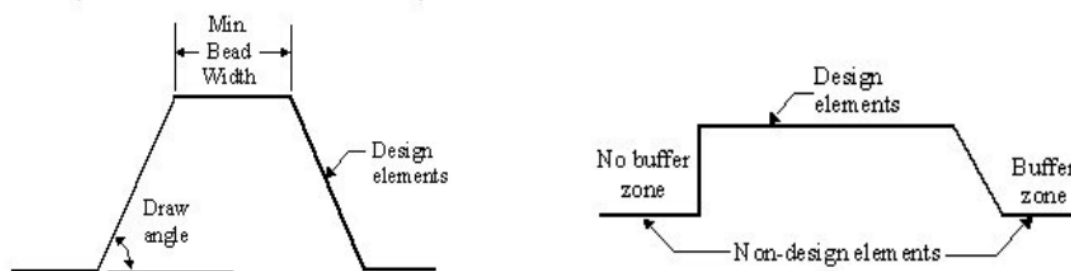 Min.
Bead
Width
Design
elements
Draw
angle
Design
elements
No buffer
zone
Buffer
zone
Non-design elements